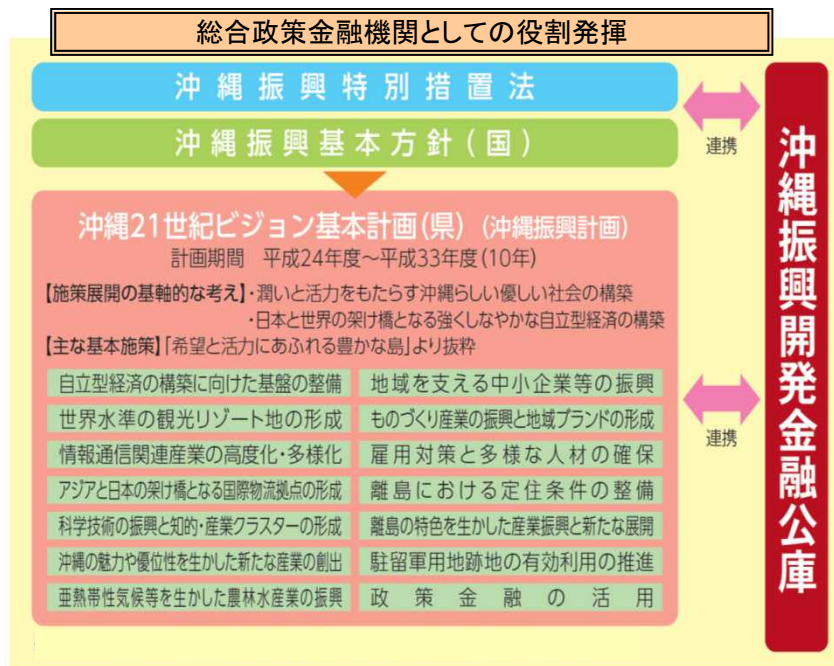 総合政策金融機関としての役割発揮
沖縄振興特別措置法
沖縄振興基本方針(国)
連携
沖縄21世紀ビジョン基本計画(県) (沖縄振興計画)
計画期間 平成24年度～平成33年度(10年)
【施策展開の基軸的な考え】・潤いと活力をもたらす沖縄らしい優しい社会の構築
・日本と世界の架け橋となる強くしなやかな自立型経済の構築
【主な基本施策】「希望と活力にあふれる豊かな島」より抜粋
自立型経済の構築に向けた基盤の整備
世界水準の観光リゾート地の形成
情報通信関連産業の高度化・多様化
アジアと日本の架け橋となる国際物流拠点の形成
科学技術の振興と知的・産業クラスターの形成
沖縄の魅力や優位性を生かした新たな産業の創出
亜熱帯性気候等を生かした農林水産業の振興
地域を支える中小企業等の振興
ものづくり産業の振興と地域ブランドの形成
雇用対策と多様な人材の確保
離島における定住条件の整備
離島の特色を生かした産業振興と新たな展開
駐留軍用地跡地の有効利用の推進
政策金融の活用
連携
沖縄振興開発金融公庫